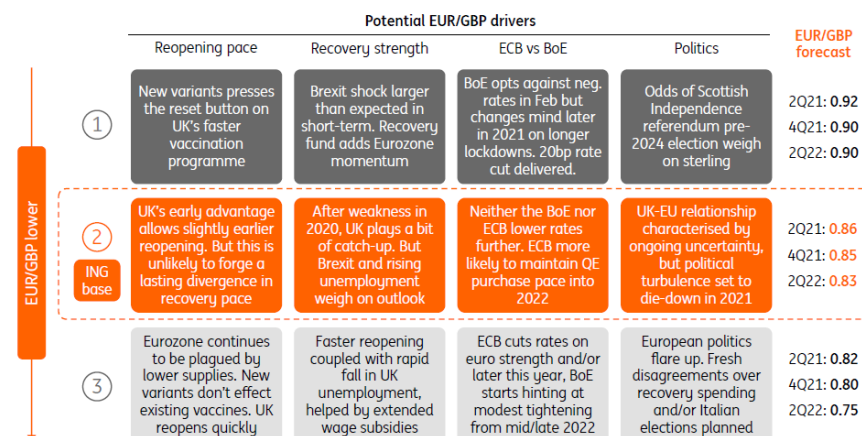 Potential EUR/GBP drivers
Reopening pace
Recovery strength
ECB vs BoE
Politics
EUR/GBP
forecast
EUR/GBP lower
1
New variants presses
the reset button on
UK's faster
vaccination
programme
Brexit shock larger
than expected in
short-term. Recovery
fund adds Eurozone
momentum
BoE opts against neg.
rates in Feb but
changes mind later
in 2021 on longer
lockdowns. 20bp rate
cut delivered.
Odds of Scottish
Independence
referendum pre-
2024 election weigh
on sterling
2Q21: 0.92
4Q21: 0.90
2Q22: 0.90
2
ING
base
UK's early advantage
allows slightly earlier
reopening. But this is
unlikely to forge a
lasting divergence in
recovery pace
After weakness in
2020, UK plays a bit
of catch-up. But
Brexit and rising
unemployment
weigh on outlook
Neither the BoE nor
ECB lower rates
further. ECB more
likely to maintain QE
purchase pace into
2022
UK-EU relationship
characterised by
ongoing uncertainty,
but political
turbulence set to
die-down in 2021
2Q21: 0.86
4Q21: 0.85
2Q22: 0.83
3
Eurozone continues
to be plagued by
lower supplies. New
variants don't effect
existing vaccines. UK
reopens quickly
Faster reopening
coupled with rapid
fall in UK
unemployment,
helped by extended
wage subsidies
ECB cuts rates on
euro strength and/or
later this year, BoE
starts hinting at
modest tightening
from mid/late 2022
European politics
flare up. Fresh
disagreements over
recovery spending
and/or Italian
elections planned
2Q21: 0.82
4Q21: 0.80
2Q22: 0.75